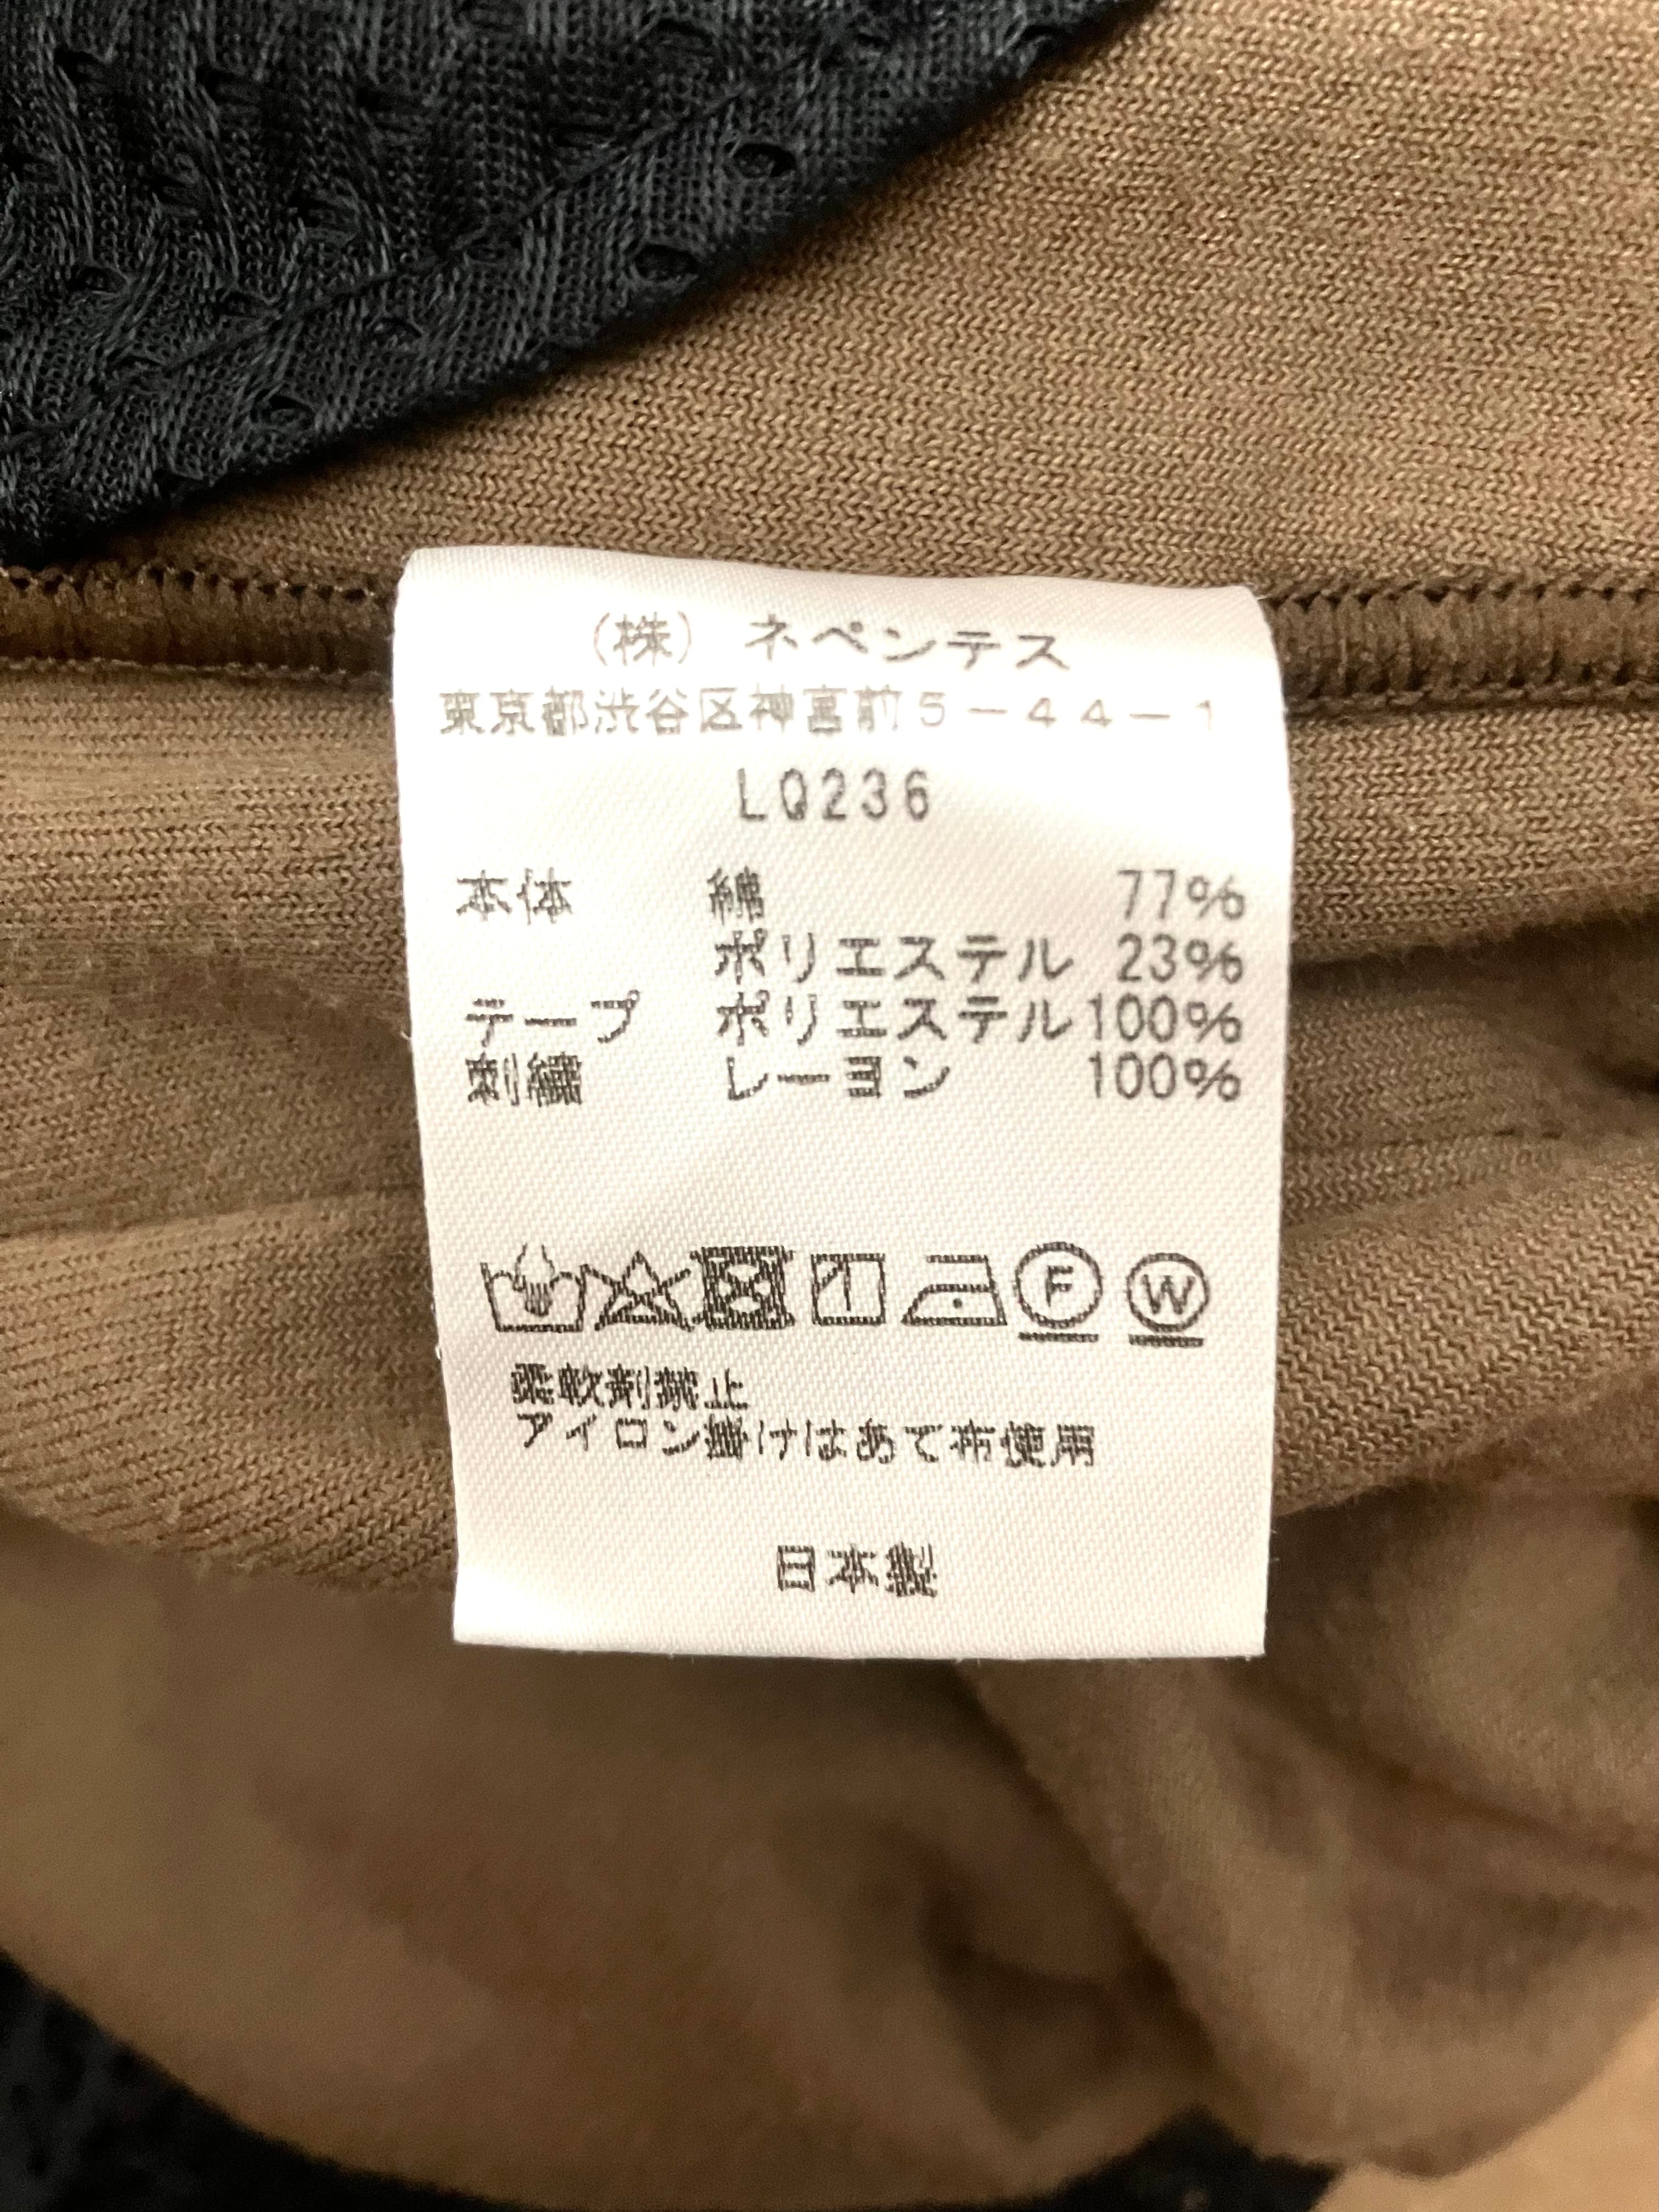 (株) ネペンテス
東京都渋谷区神宮前5-44-1
LQ236
本体 綿 77%
ポリエステル 23%
テープ ポリエステル 100%
刺繍 レーヨン 100%
F W
柔軟剤禁止
アイロン掛けはあて布使用
日本製